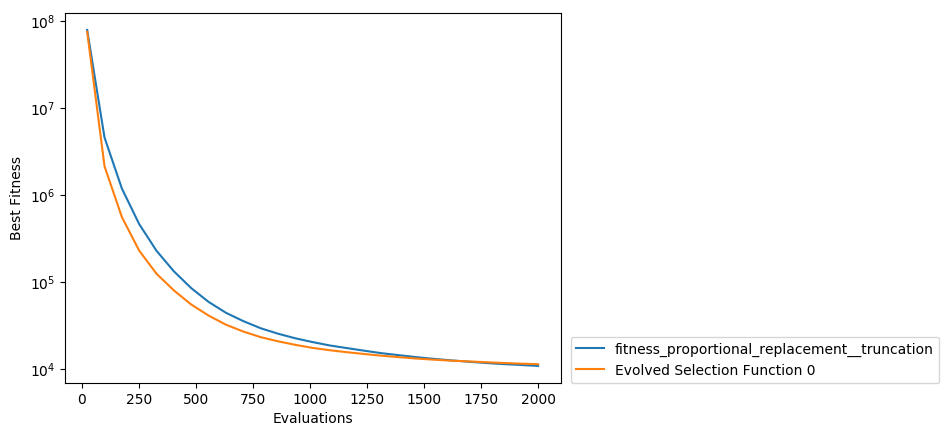 10^8
10^7
10^6
10^5
10^4
Best Fitness
0 250 500 750 1000 1250 1500 1750 2000
Evaluations
fitness_proportional_replacement__truncation
Evolved Selection Function 0